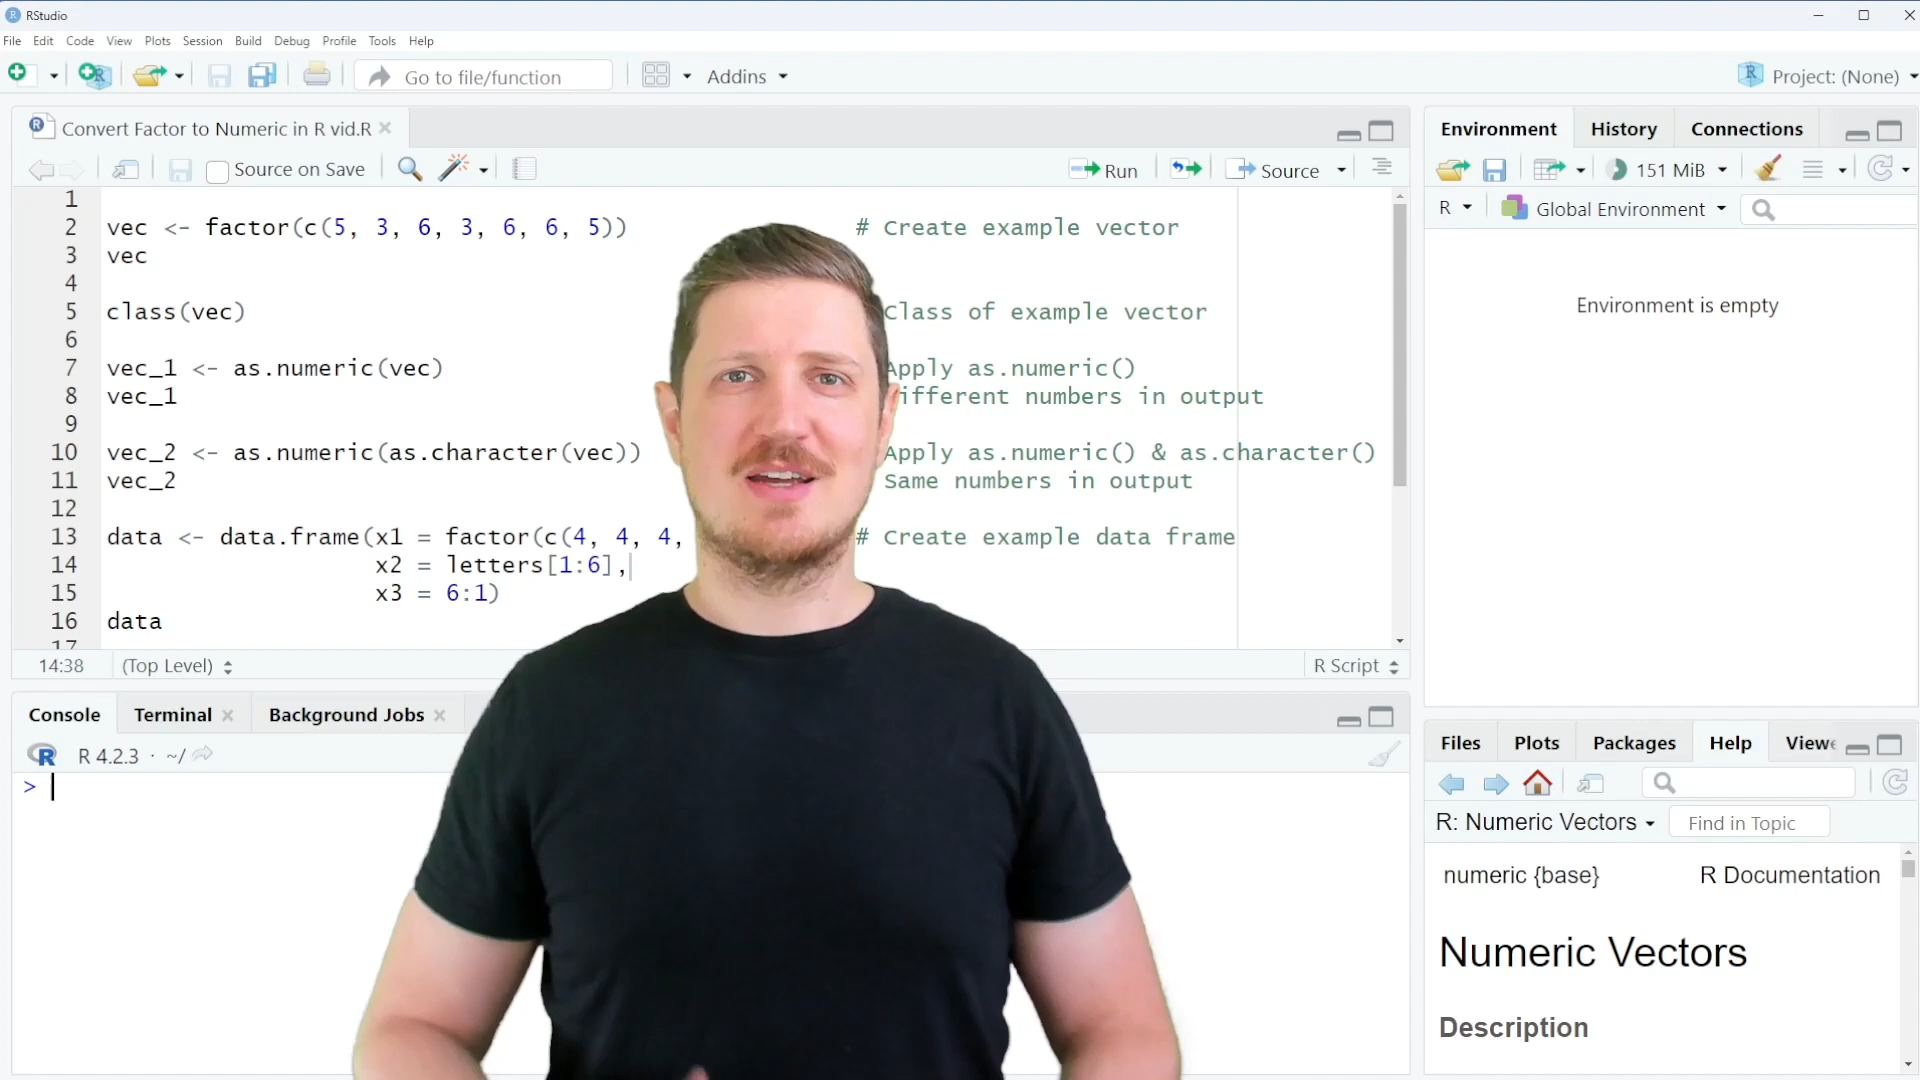 RStudio
File Edit Code View Plots Session Build Debug Profile Tools Help
Go to file/function Addins Project: (None)
Convert Factor to Numeric in R vid.R
Source on Save Run Source
1
2 vec <- factor(c(5, 3, 6, 3, 6, 6, 5)) # Create example vector
3 vec
4
5 class(vec) Class of example vector
6
7 vec_1 <- as.numeric(vec) Apply as.numeric()
8 vec_1 ifferent numbers in output
9
10 vec_2 <- as.numeric(as.character(vec)) Apply as.numeric() & as.character()
11 vec_2 Same numbers in output
12
13 data <- data.frame(x1 = factor(c(4, 4, 4, # Create example data frame
14 x2 = letters[1:6],
15 x3 = 6:1)
16 data
17
14:38 (Top Level) R Script
Console Terminal Background Jobs
R 4.2.3 · ~/
>
Environment History Connections
151 MiB
R Global Environment
Environment is empty
Files Plots Packages Help Viewe
R: Numeric Vectors Find in Topic
numeric {base} R Documentation
Numeric Vectors
Description